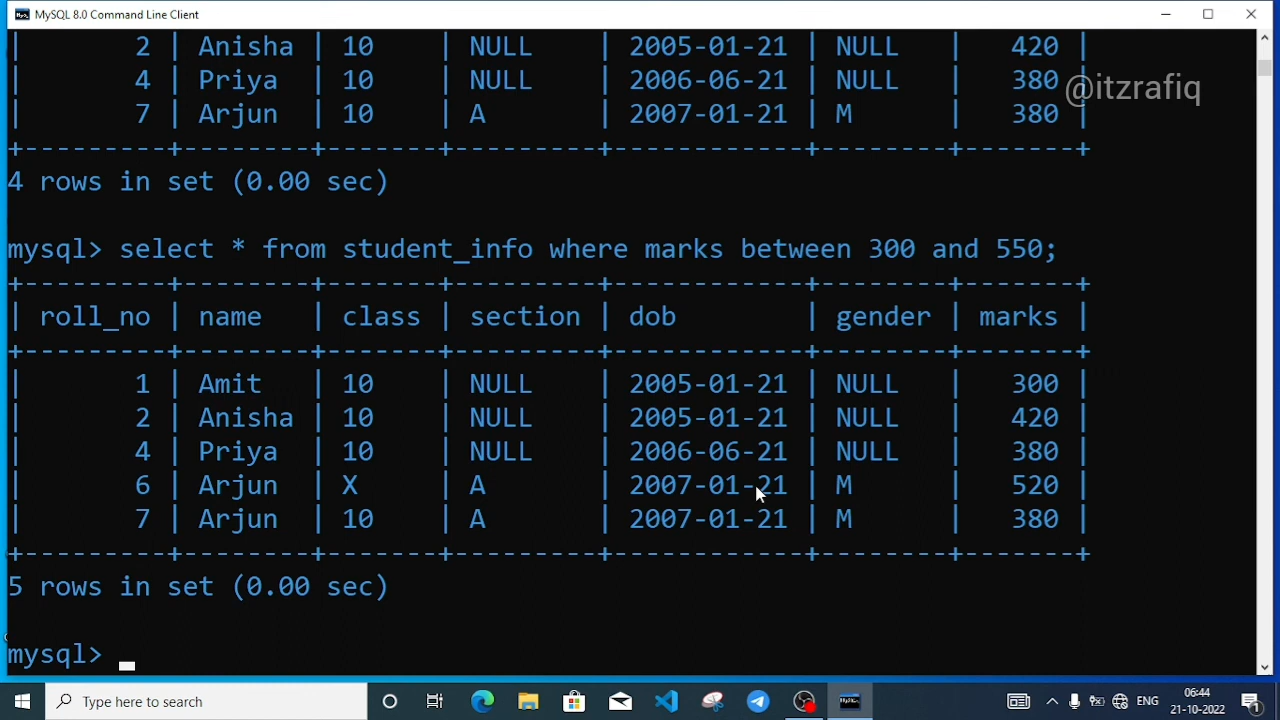 MySQL 8.0 Command Line Client
| 2 | Anisha | 10 | NULL | 2005-01-21 | NULL | 420 |
| 4 | Priya | 10 | NULL | 2006-06-21 | NULL | 380 |
@itzrafiq
| 7 | Arjun | 10 | A | 2007-01-21 | M | 380 |
+---------+--------+-------+---------+------------+--------+-------+
4 rows in set (0.00 sec)
mysql> select * from student_info where marks between 300 and 550;
+---------+--------+-------+---------+------------+--------+-------+
| roll_no | name | class | section | dob | gender | marks |
+---------+--------+-------+---------+------------+--------+-------+
| 1 | Amit | 10 | NULL | 2005-01-21 | NULL | 300 |
| 2 | Anisha | 10 | NULL | 2005-01-21 | NULL | 420 |
| 4 | Priya | 10 | NULL | 2006-06-21 | NULL | 380 |
| 6 | Arjun | X | A | 2007-01-21 | M | 520 |
| 7 | Arjun | 10 | A | 2007-01-21 | M | 380 |
+---------+--------+-------+---------+------------+--------+-------+
5 rows in set (0.00 sec)
mysql>
Type here to search
ENG
06:44
21-10-2022
1